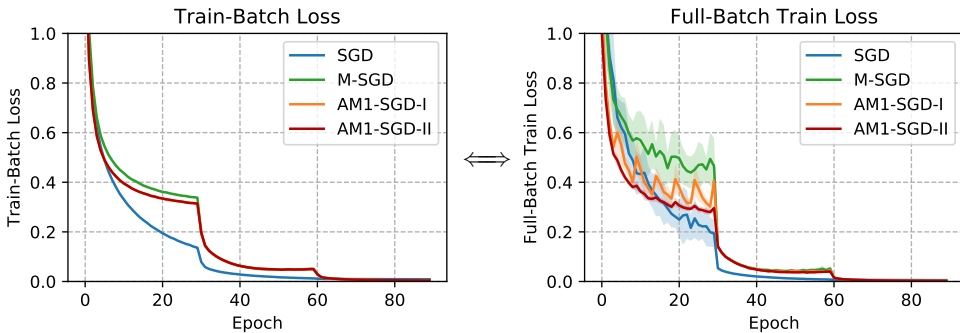 Train-Batch Loss
Train-Batch Loss
1.0
0.8
0.6
0.4
0.2
0.0
0
20
40
60
80
Epoch
SGD
M-SGD
AM1-SGD-I
AM1-SGD-II
⟺
Full-Batch Train Loss
Full-Batch Train Loss
1.0
0.8
0.6
0.4
0.2
0.0
0
20
40
60
80
Epoch
SGD
M-SGD
AM1-SGD-I
AM1-SGD-II